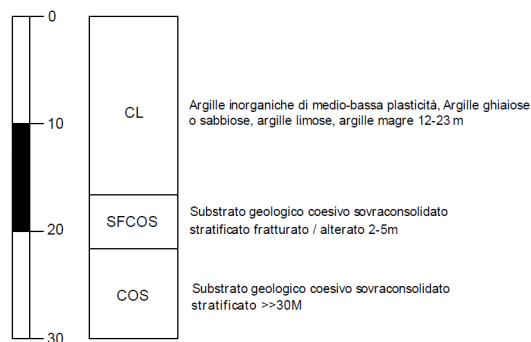 0
10
20
30
CL
Argille inorganiche di medio-bassa plasticità, Argille ghiaiose
o sabbiose, argille limose, argille magre 12-23 m
SFCOS
Substrato geologico coesivo sovraconsolidato
stratificato fratturato / alterato 2-5m
COS
Substrato geologico coesivo sovraconsolidato
stratificato >>30M